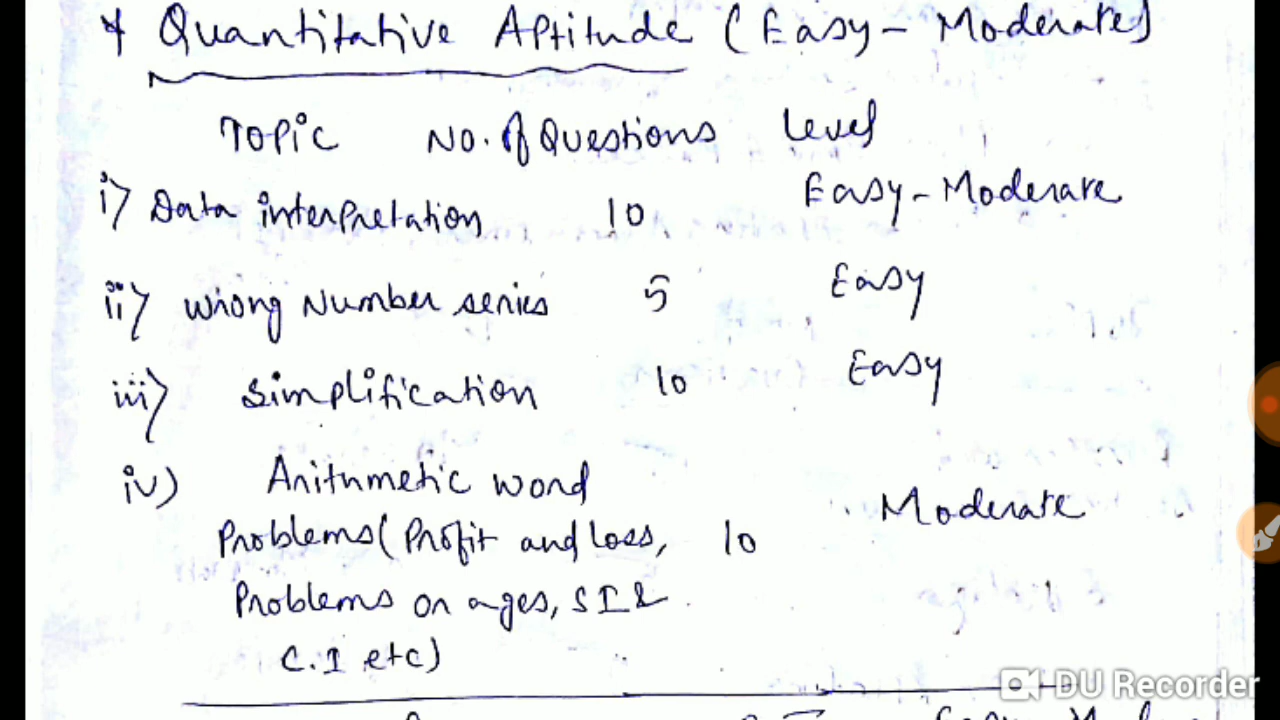 * Quantitative Aptitude (Easy - Moderate)
Topic No. of Questions Level
i) Data interpretation 10 Easy - Moderate
ii) Wrong Number series 5 Easy
iii) Simplification 10 Easy
iv) Arithmetic word
Problems (Profit and Loss, 10 Moderate
Problems on ages, SI &
C.I etc)
DU Recorder